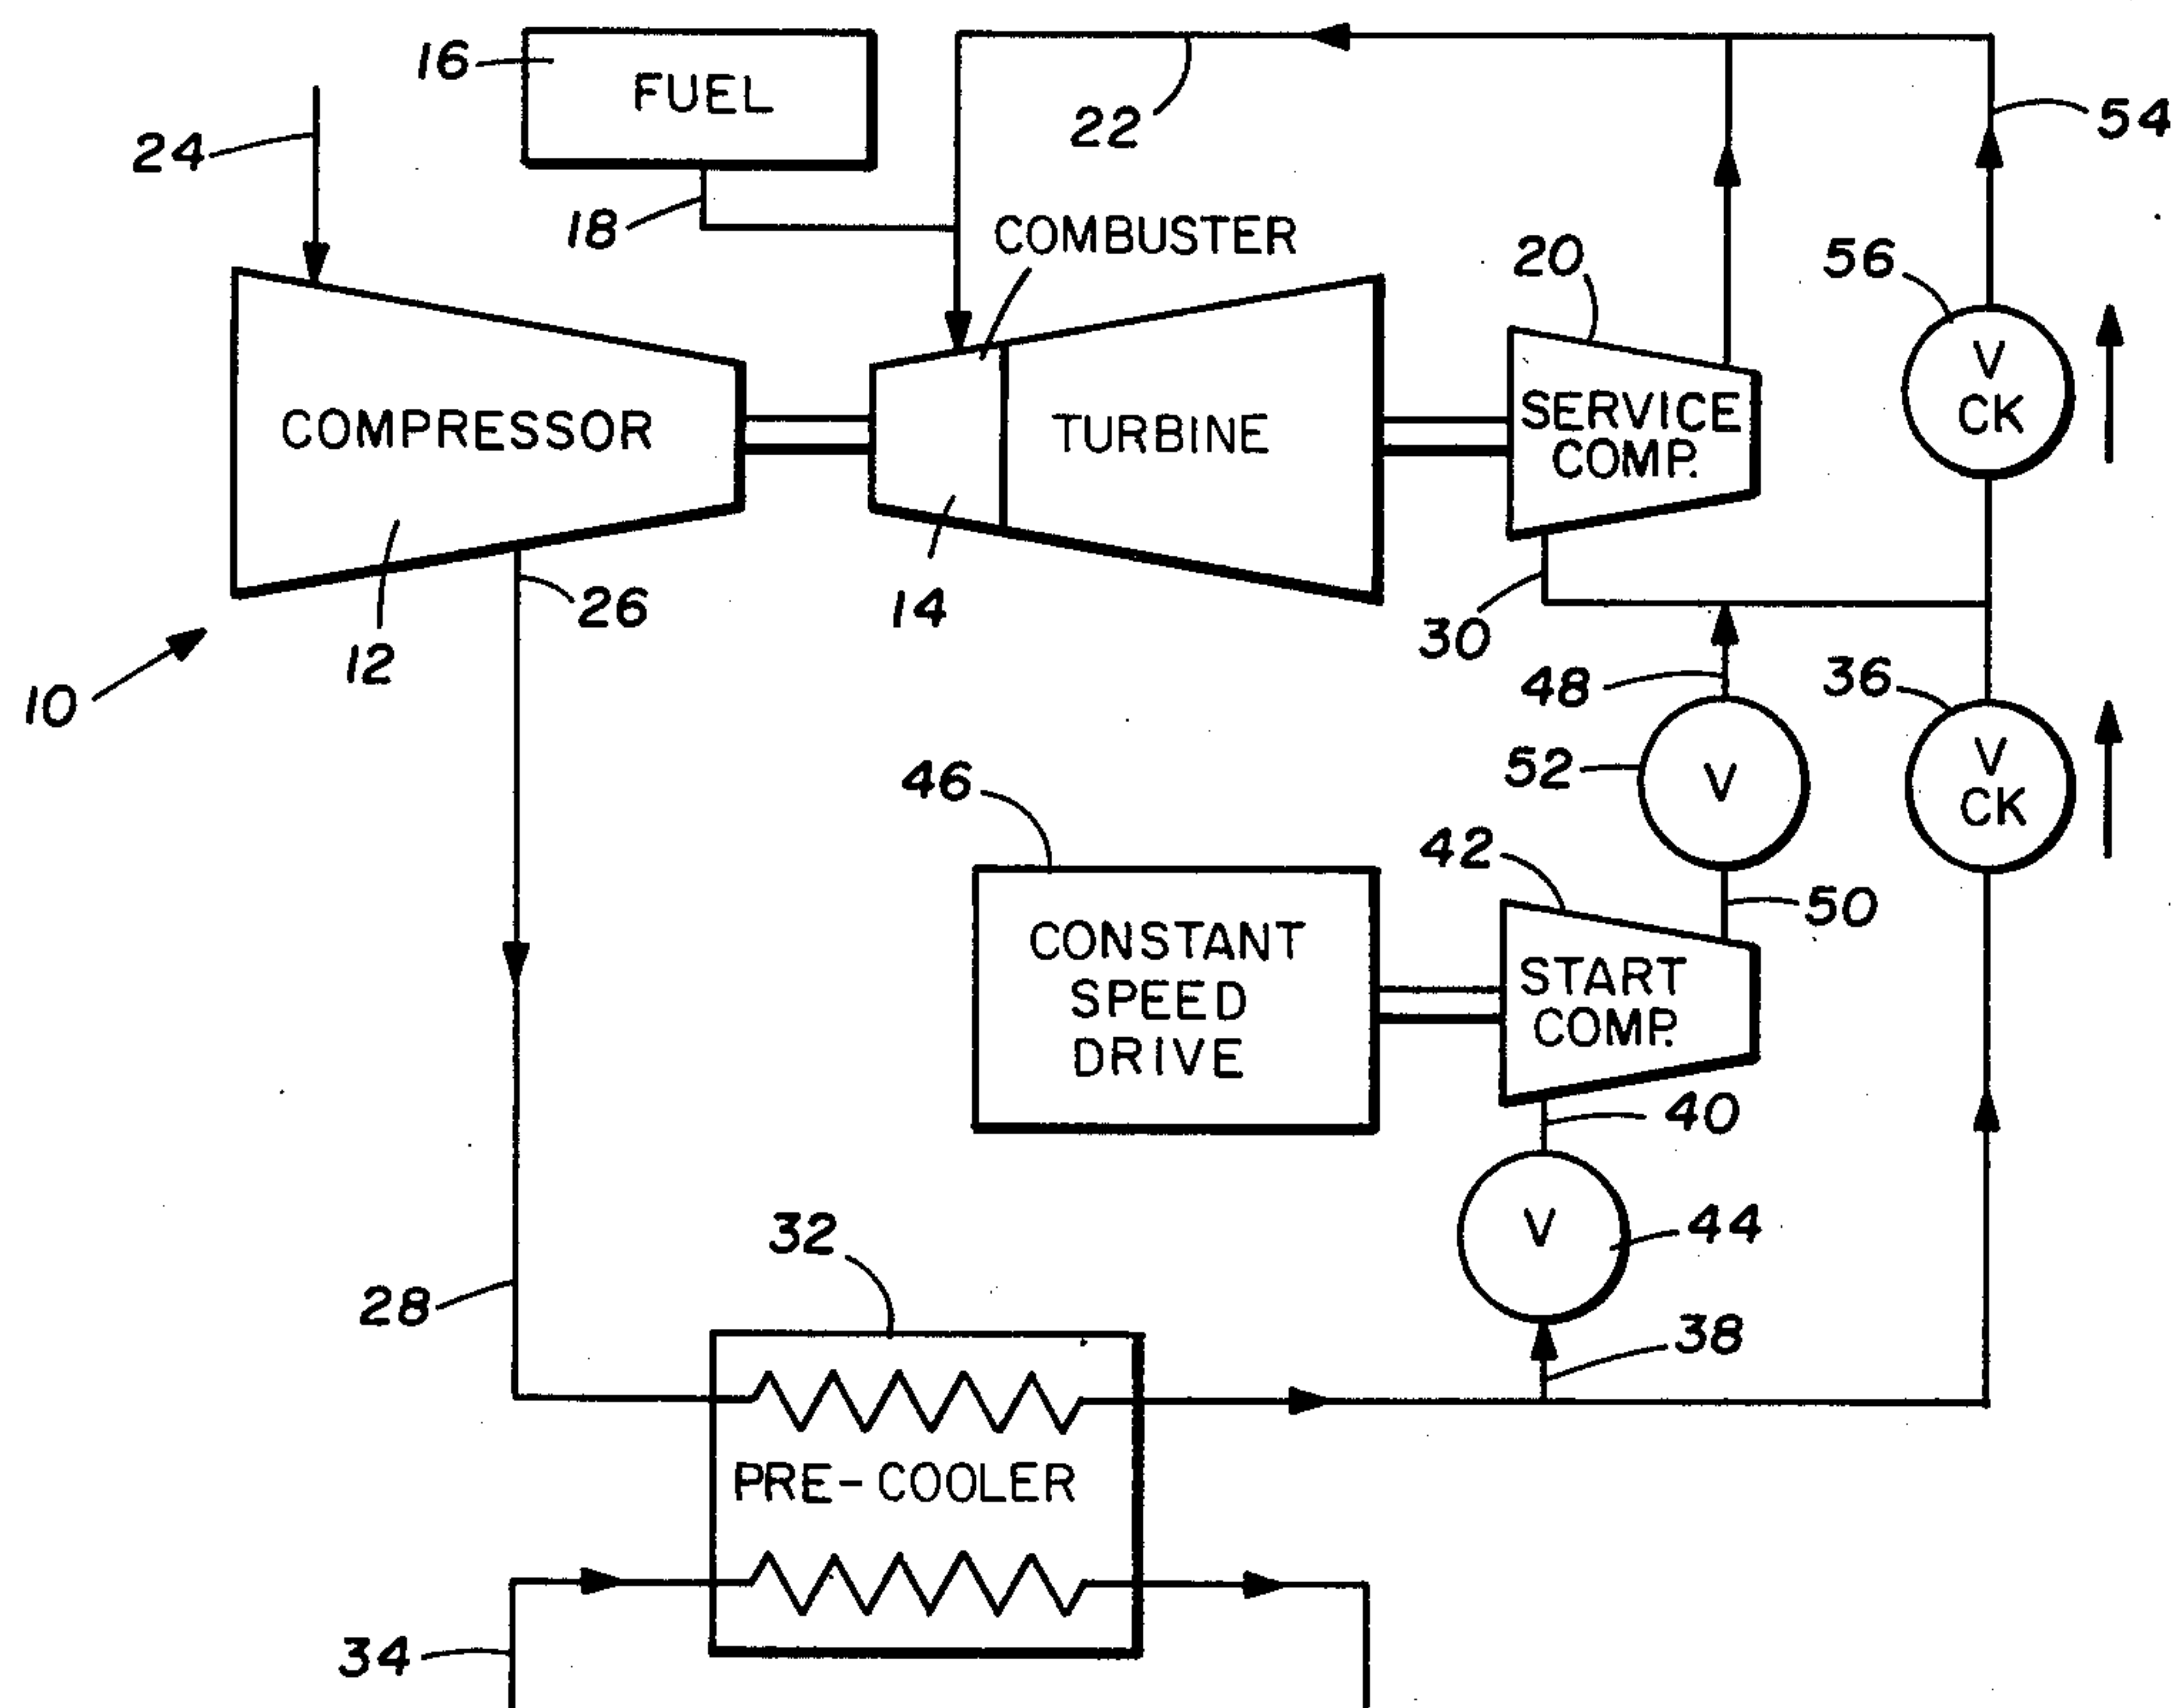 16
FUEL
22
54
24
18
COMBUSTER
20
56
V
CK
COMPRESSOR
TURBINE
SERVICE
COMP.
26
14
30
12
10
48
36
52
V
V
CK
46
42
50
CONSTANT
SPEED
DRIVE
START
COMP.
40
32
V
44
28
38
PRE-COOLER
34